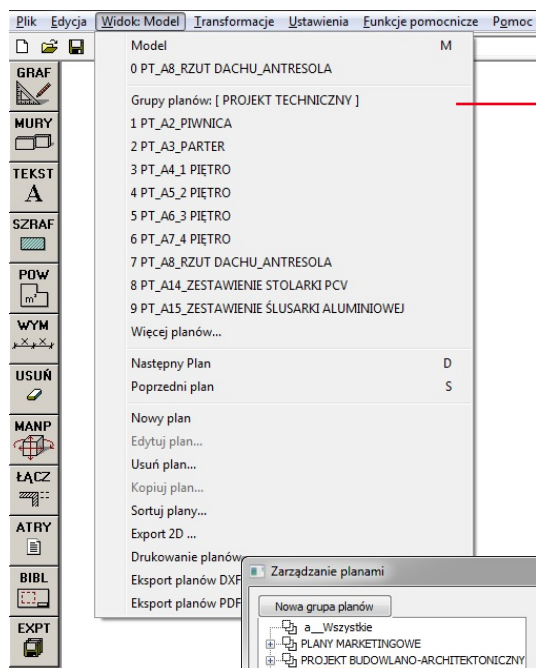 Plik Edycja Widok: Model Transformacje Ustawienia Funkcje pomocnicze Pomoc
Model M
0 PT_A8_RZUT DACHU_ANTRESOLA
Grupy planów: [ PROJEKT TECHNICZNY ]
1 PT_A2_PIWNICA
2 PT_A3_PARTER
3 PT_A4_1 PIĘTRO
4 PT_A5_2 PIĘTRO
5 PT_A6_3 PIĘTRO
6 PT_A7_4 PIĘTRO
7 PT_A8_RZUT DACHU_ANTRESOLA
8 PT_A14_ZESTAWIENIE STOLARKI PCV
9 PT_A15_ZESTAWIENIE ŚLUSARKI ALUMINIOWEJ
Więcej planów...
Następny Plan D
Poprzedni plan S
Nowy plan
Edytuj plan...
Usuń plan...
Kopiuj plan...
Sortuj plany...
Export 2D ...
Drukowanie planów
Eksport planów DXF
Eksport planów PDF
GRAF
MURY
TEKST
A
SZRAF
POW
m²
WYM
USUŃ
MANP
ŁĄCZ
ATRY
BIBL
EXPT
Zarządzanie planami
Nowa grupa planów
a__Wszystkie
PLANY MARKETINGOWE
PROJEKT BUDOWLANO-ARCHITEKTONICZNY